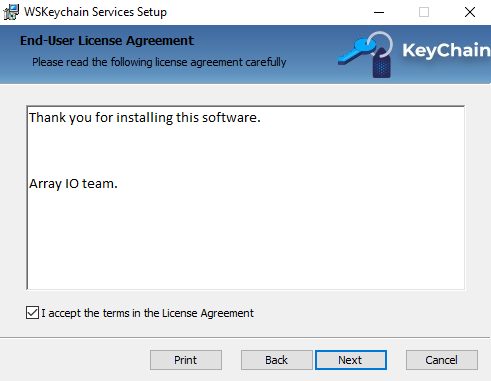 WSKeychain Services Setup
End-User License Agreement
Please read the following license agreement carefully
KeyChain
Thank you for installing this software.
Array IO team.
I accept the terms in the License Agreement
Print
Back
Next
Cancel